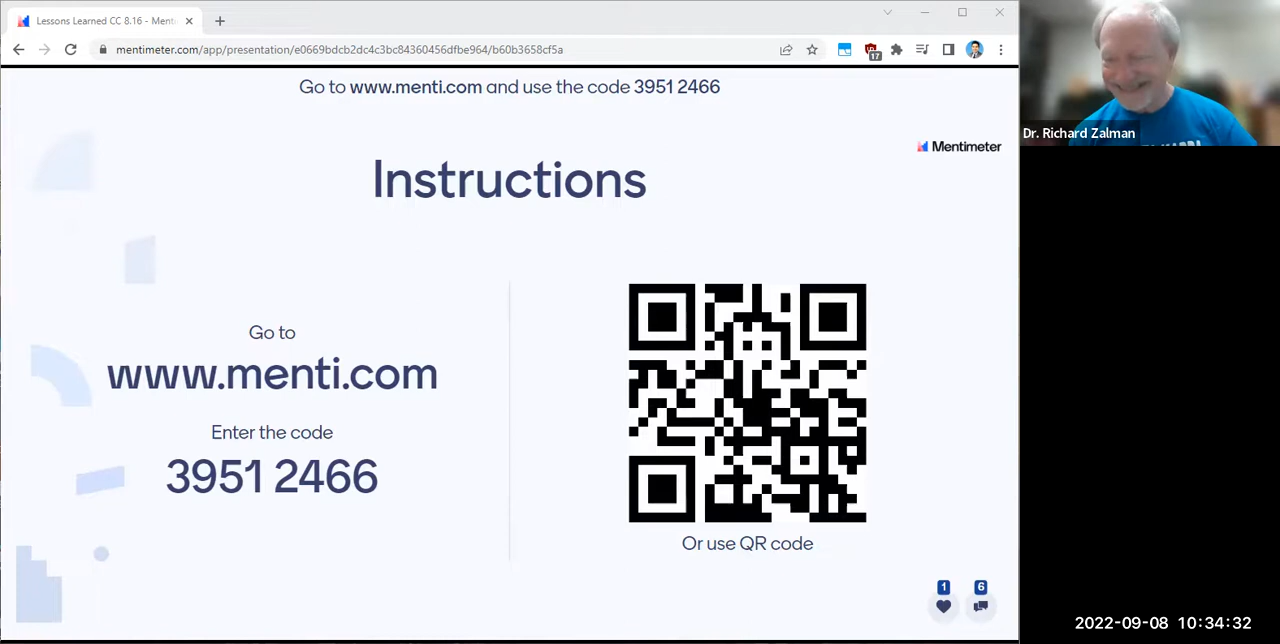 Lessons Learned CC 8.16 - Menti
mentimeter.com/app/presentation/e0669bdcb2dc4c3bc84360456dfbe964/b60b3658cf5a
17
Go to www.menti.com and use the code 3951 2466
Mentimeter
Instructions
Go to
www.menti.com
Enter the code
3951 2466
Or use QR code
1 6
Dr. Richard Zalman
2022-09-08 10:34:32